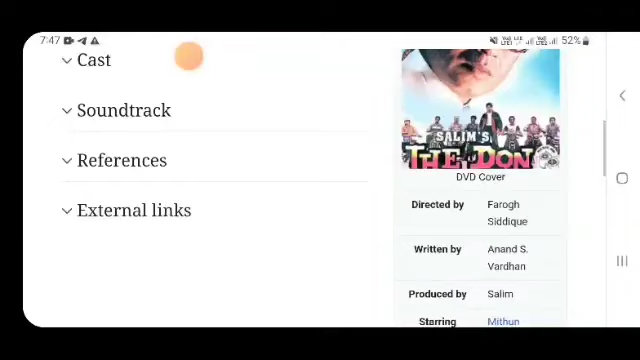 7:47
52%
Cast
Soundtrack
References
External links
SALIM'S
THE DON
DVD Cover
Directed by Farogh
Siddique
Written by Anand S.
Vardhan
Produced by Salim
Starring Mithun